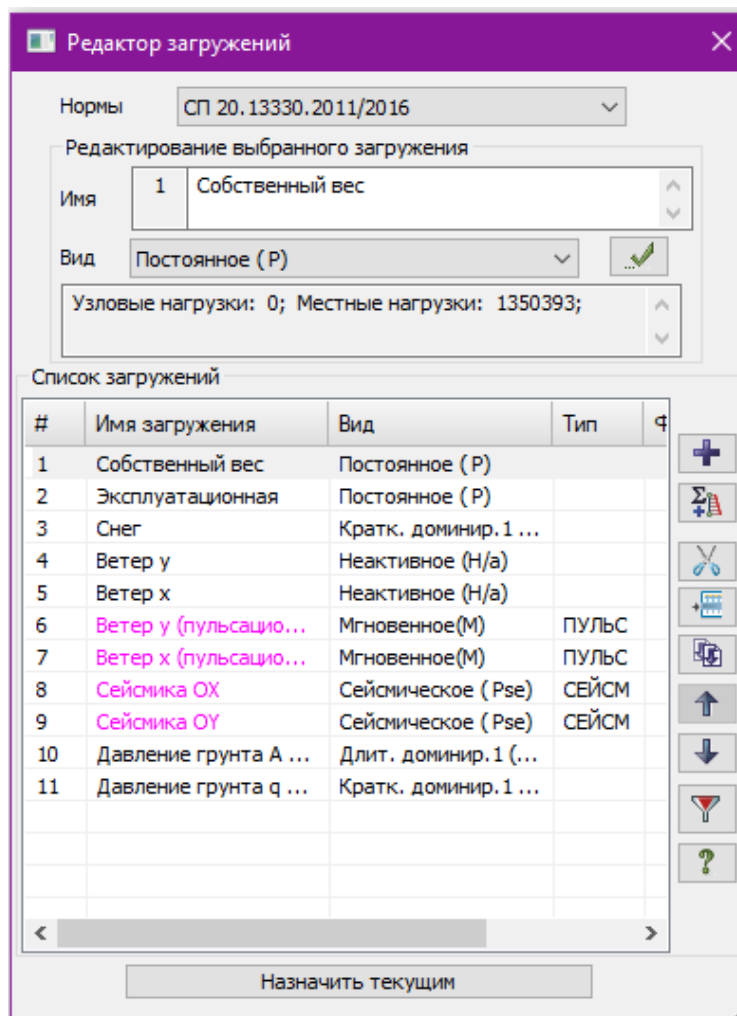 Редактор загружений
Нормы СП 20.13330.2011/2016
Редактирование выбранного загружения
Имя 1 Собственный вес
Вид Постоянное ( P)
Узловые нагрузки: 0; Местные нагрузки: 1350393;
Список загружений
# Имя загружения Вид Тип Ф
1 Собственный вес Постоянное ( P)
2 Эксплуатационная Постоянное ( P)
3 Снег Кратк. доминир.1 ...
4 Ветер y Неактивное (Н/а)
5 Ветер x Неактивное (Н/а)
6 Ветер y (пульсацио... Мгновенное(М) ПУЛЬС
7 Ветер x (пульсацио... Мгновенное(М) ПУЛЬС
8 Сейсмика OX Сейсмическое ( Pse) СЕЙСМ
9 Сейсмика OY Сейсмическое ( Pse) СЕЙСМ
10 Давление грунта A ... Длит. доминир.1 (...
11 Давление грунта q ... Кратк. доминир.1 ...
Назначить текущим